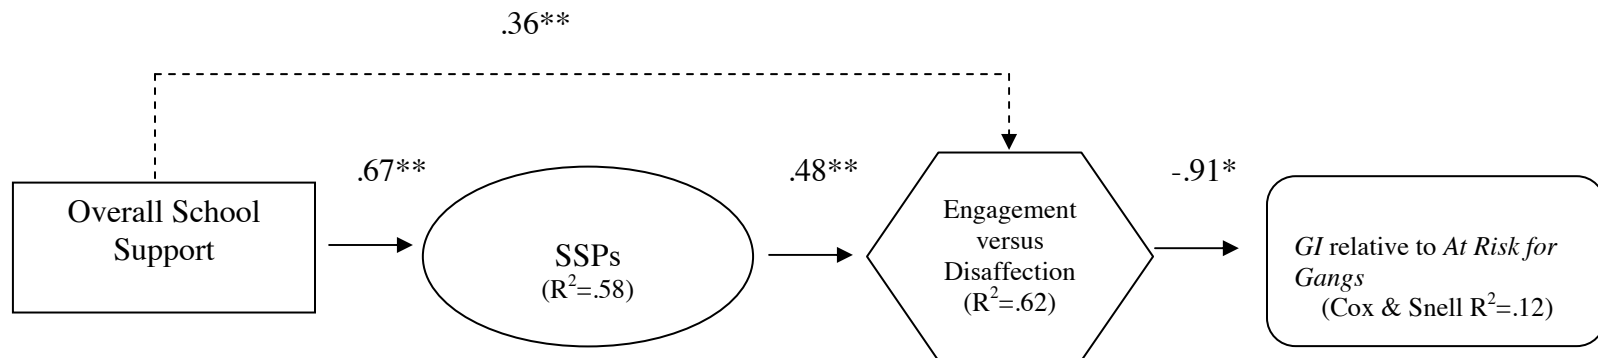 .36**
.67**
.48**
-.91*
Overall School
Support
SSPs
(R²=.58)
Engagement
versus
Disaffection
(R²=.62)
GI relative to At Risk for
Gangs
(Cox & Snell R²=.12)